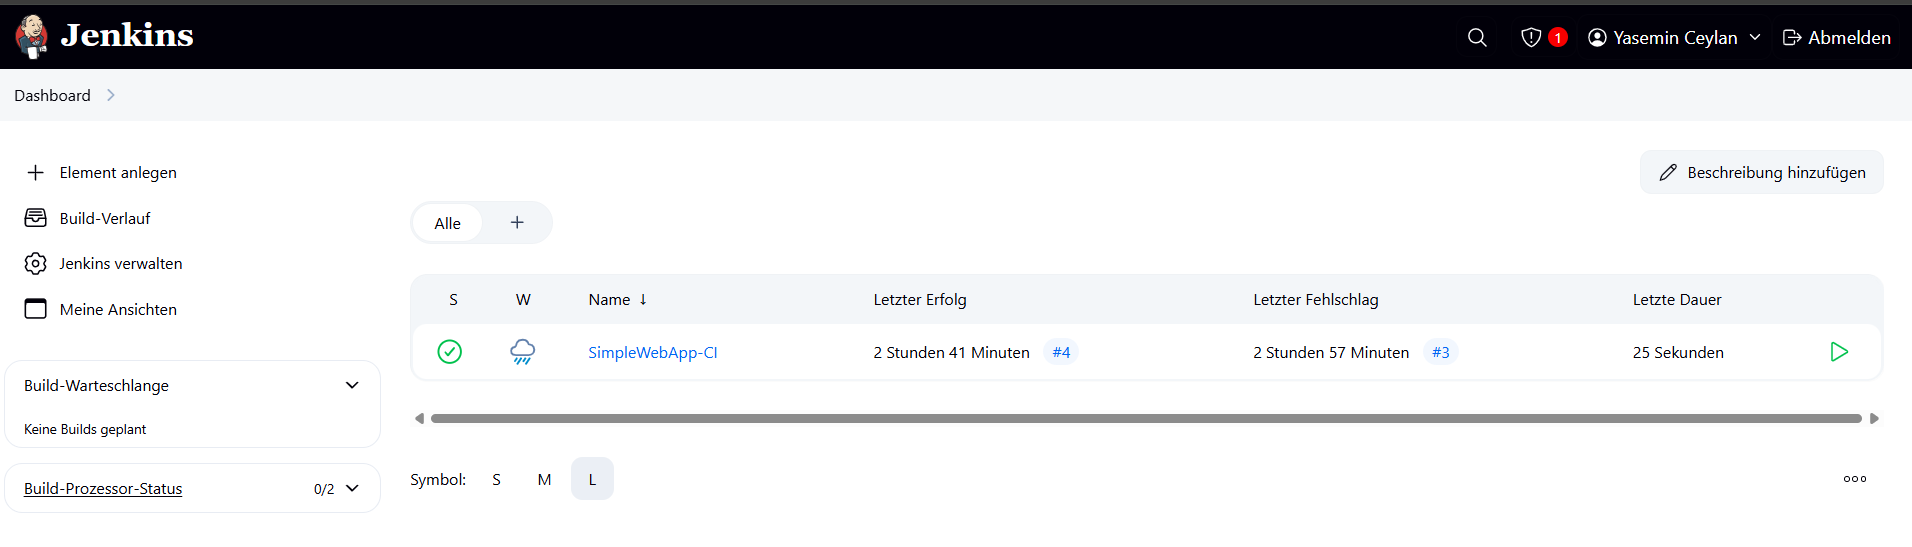 Jenkins
1 Yasemin Ceylan Abmelden
Dashboard
Element anlegen
Build-Verlauf
Jenkins verwalten
Meine Ansichten
Build-Warteschlange
Keine Builds geplant
Build-Prozessor-Status 0/2
Beschreibung hinzufügen
Alle +
S W Name ↓ Letzter Erfolg Letzter Fehlschlag Letzte Dauer
SimpleWebApp-CI 2 Stunden 41 Minuten #4 2 Stunden 57 Minuten #3 25 Sekunden
Symbol: S M L